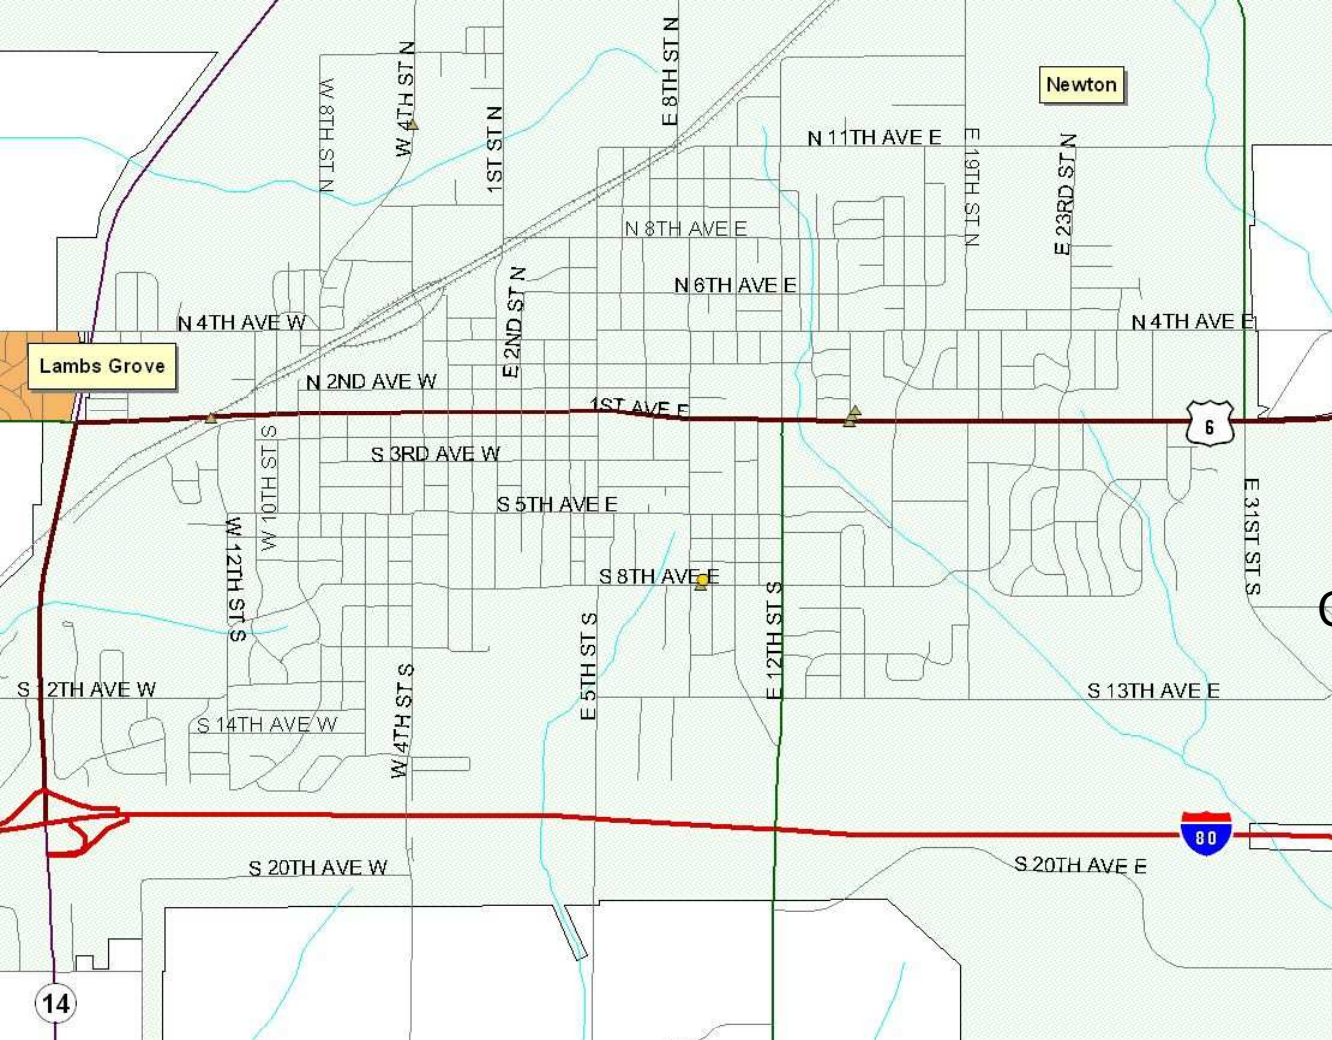 W 4TH ST N
E 8TH ST N
Newton
W 8TH ST N
1ST ST N
N 11TH AVE E
E 19TH ST N
E 23RD ST N
N 8TH AVE E
N 6TH AVE E
E 2ND ST N
N 4TH AVE W
N 4TH AVE E
Lambs Grove
N 2ND AVE W
1ST AVE E
6
S 3RD AVE W
W 10TH ST S
S 5TH AVE E
E 31ST ST S
W 12TH ST S
S 8TH AVE E
E 12TH ST S
E 5TH ST S
S 12TH AVE W
W 4TH ST S
S 13TH AVE E
S 14TH AVE W
80
S 20TH AVE W
S 20TH AVE E
14